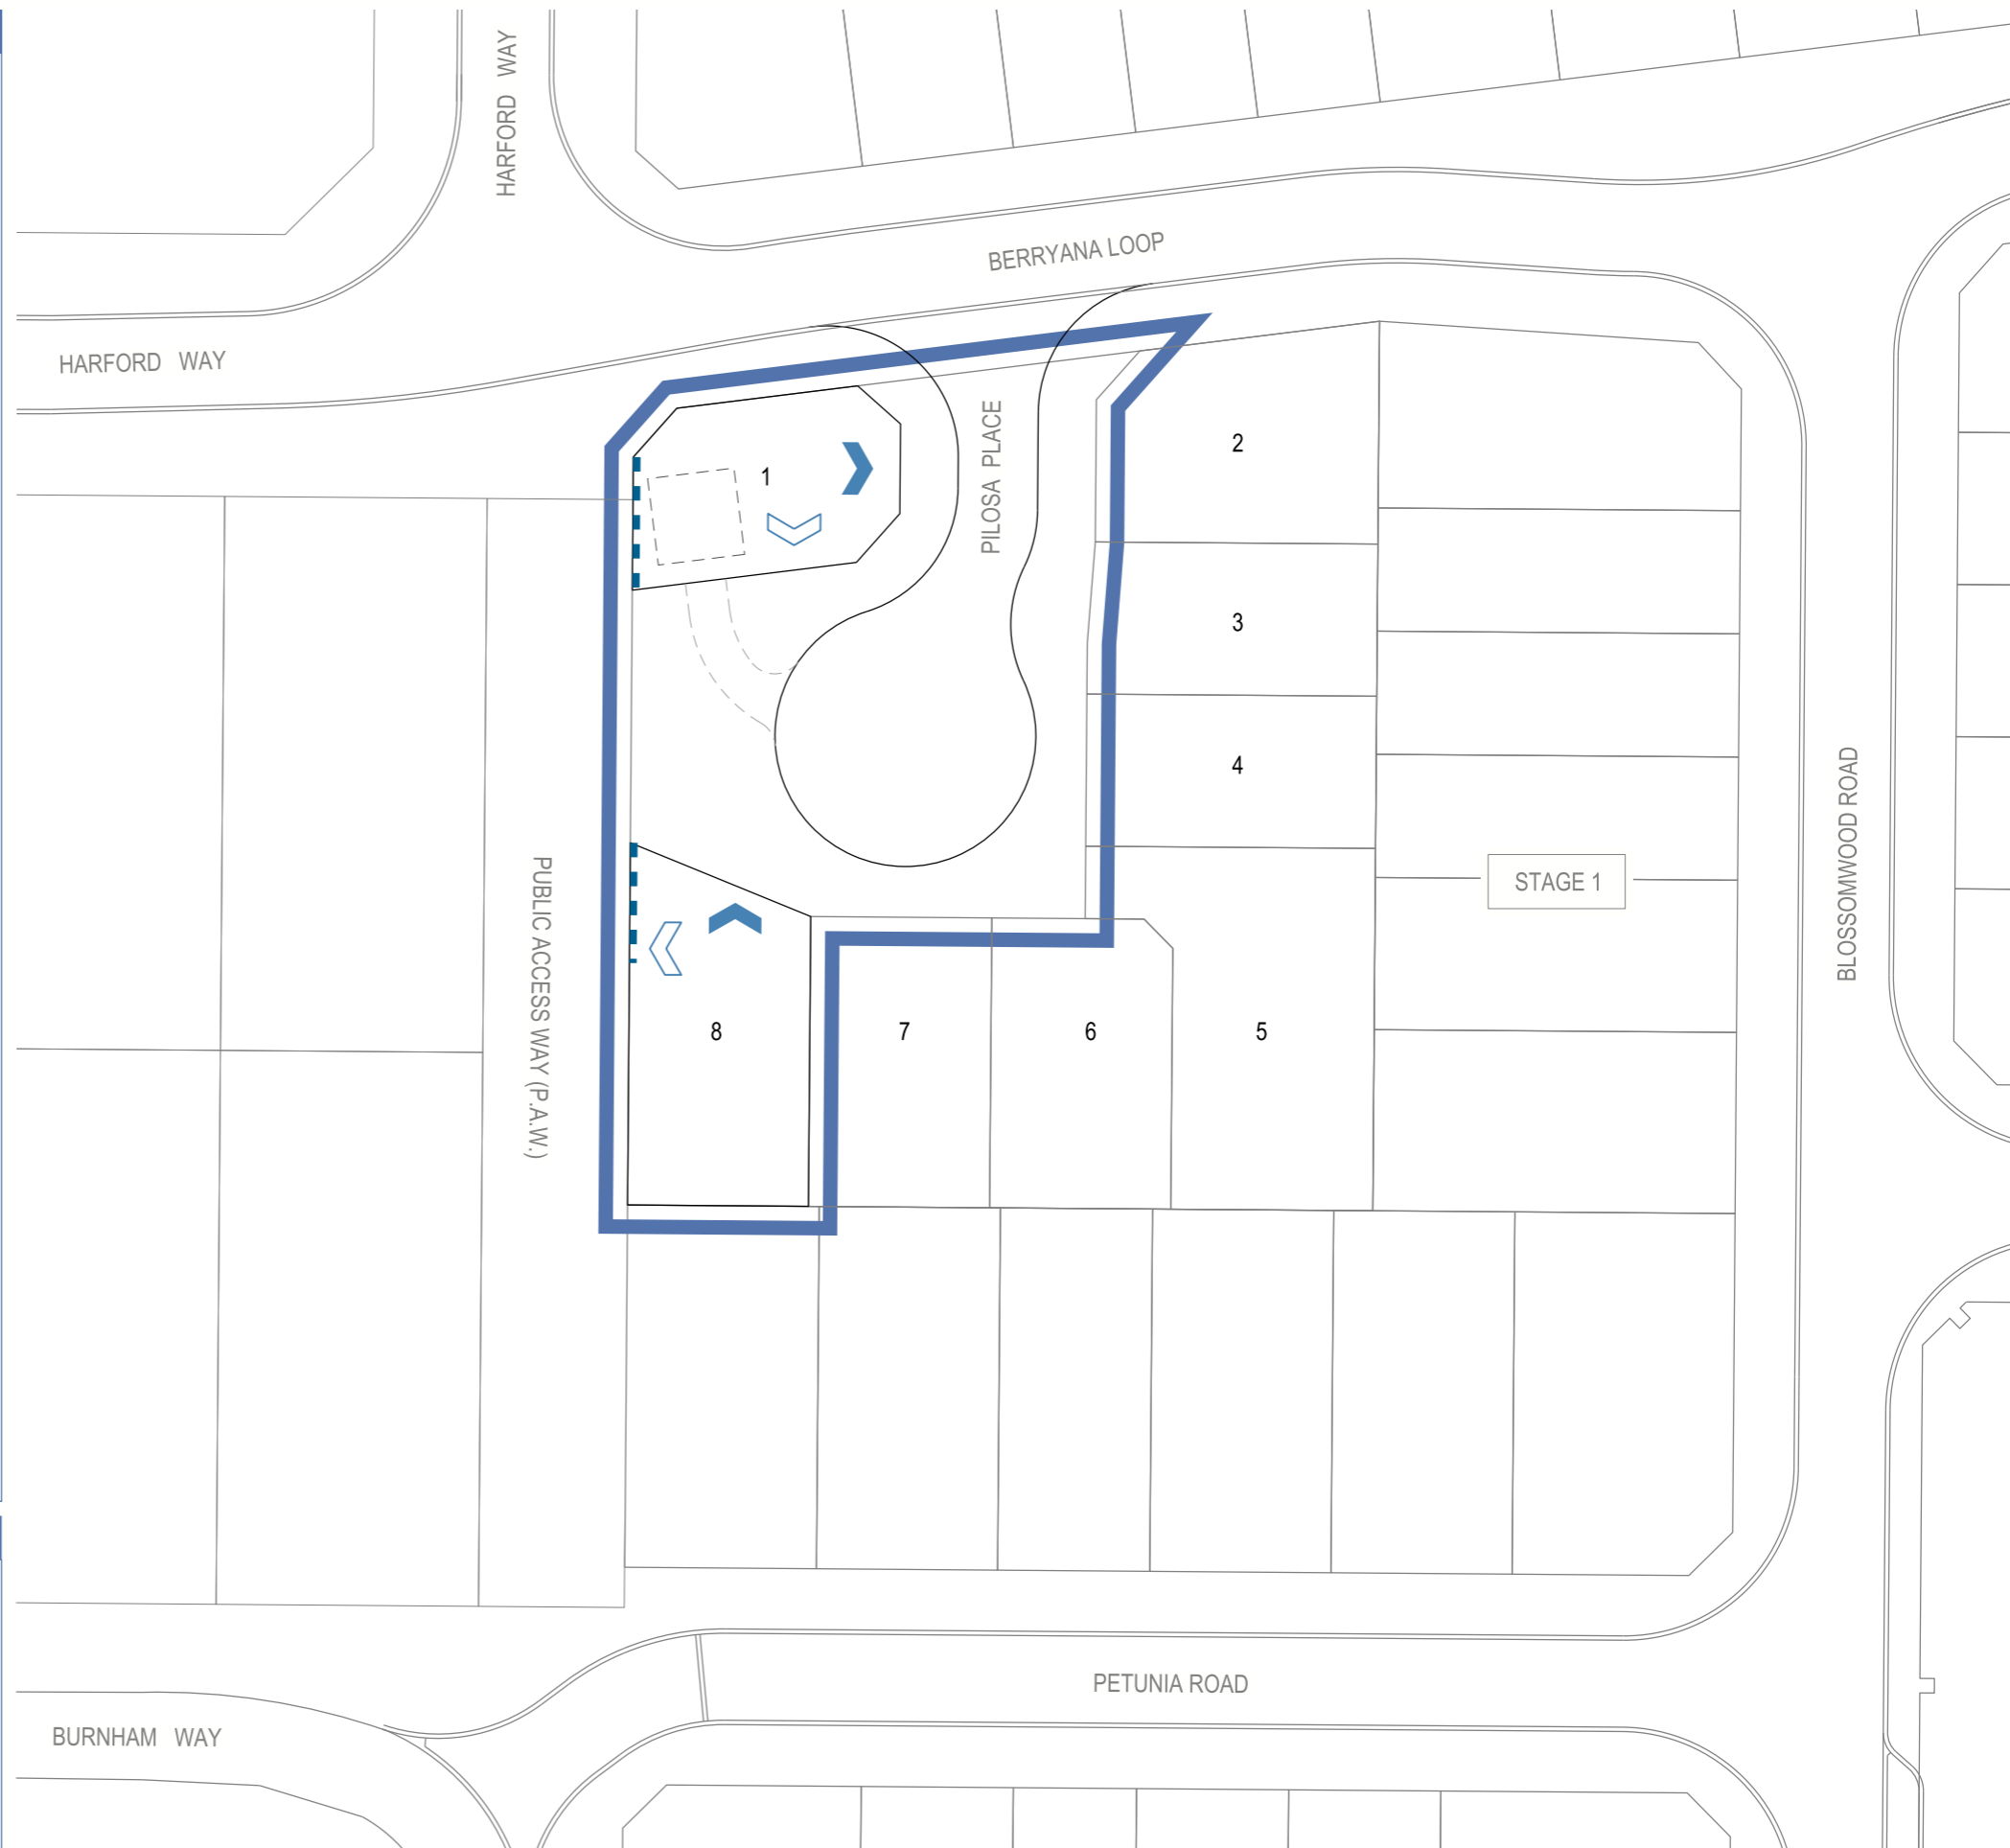 HARFORD WAY
BERRYANA LOOP
HARFORD WAY
PILOSA PLACE
1
2
3
4
STAGE 1
BLOSSOMWOOD ROAD
PUBLIC ACCESS WAY (P.A.W.)
8
7
6
5
PETUNIA ROAD
BURNHAM WAY